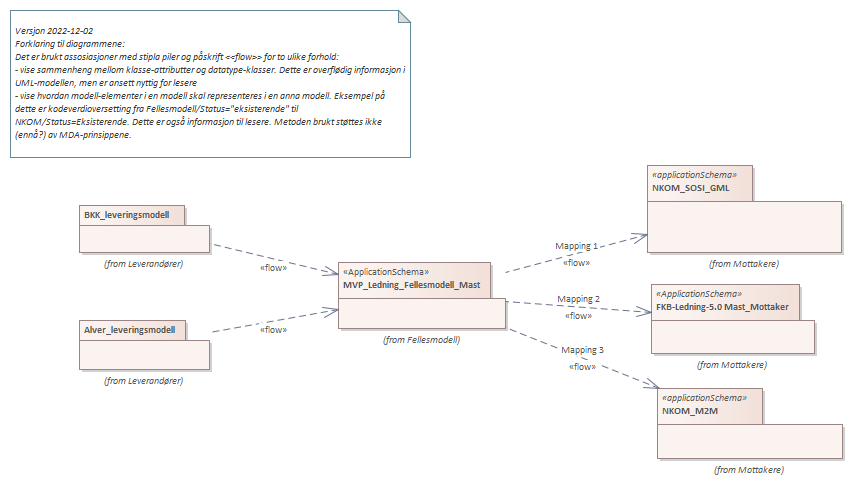 Versjon 2022-12-02
Forklaring til diagrammene:
Det er brukt assosiasjoner med stipla piler og påskrift <<flow>> for to ulike forhold:
- vise sammenheng mellom klasse-attributter og datatype-klasser. Dette er overflødig informasjon i
UML-modellen, men er ansett nyttig for lesere
- vise hvordan modell-elementer i en modell skal representeres i en anna modell. Eksempel på
dette er kodeverdioversetting fra Fellesmodell/Status="eksisterende" til
NKOM/Status=Eksisterende. Dette er også informasjon til lesere. Metoden brukt støttes ikke
(ennå?) av MDA-prinsippene.
BKK_leveringsmodell
(from Leverandører)
«flow»
Alver_leveringsmodell
(from Leverandører)
«flow»
«ApplicationSchema»
MVP_Ledning_Fellesmodell_Mast
(from Fellesmodell)
Mapping 1
«flow»
Mapping 2
«flow»
Mapping 3
«flow»
«applicationSchema»
NKOM_SOSI_GML
(from Mottakere)
«ApplicationSchema»
FKB-Ledning-5.0 Mast_Mottaker
(from Mottakere)
«applicationSchema»
NKOM_M2M
(from Mottakere)